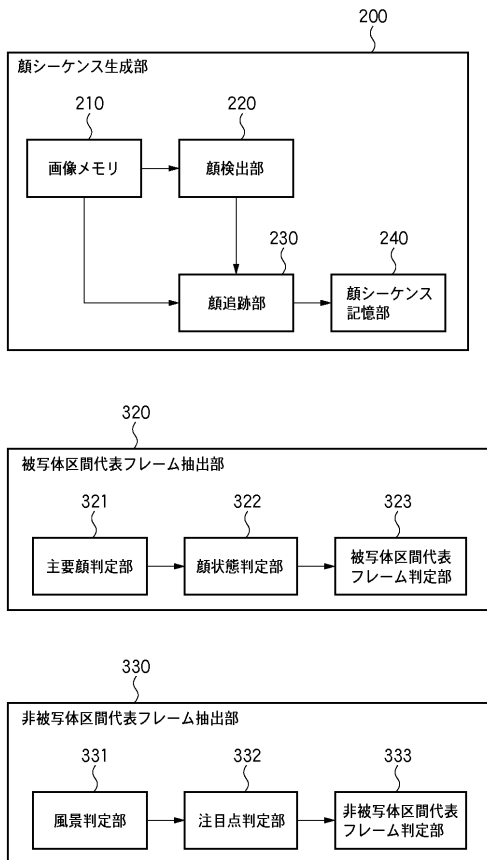 200
顔シーケンス生成部
210
220
画像メモリ
顔検出部
230
240
顔追跡部
顔シーケンス
記憶部
320
被写体区間代表フレーム抽出部
321
322
323
主要顔判定部
顔状態判定部
被写体区間代表
フレーム判定部
330
非被写体区間代表フレーム抽出部
331
332
333
風景判定部
注目点判定部
非被写体区間代表
フレーム判定部